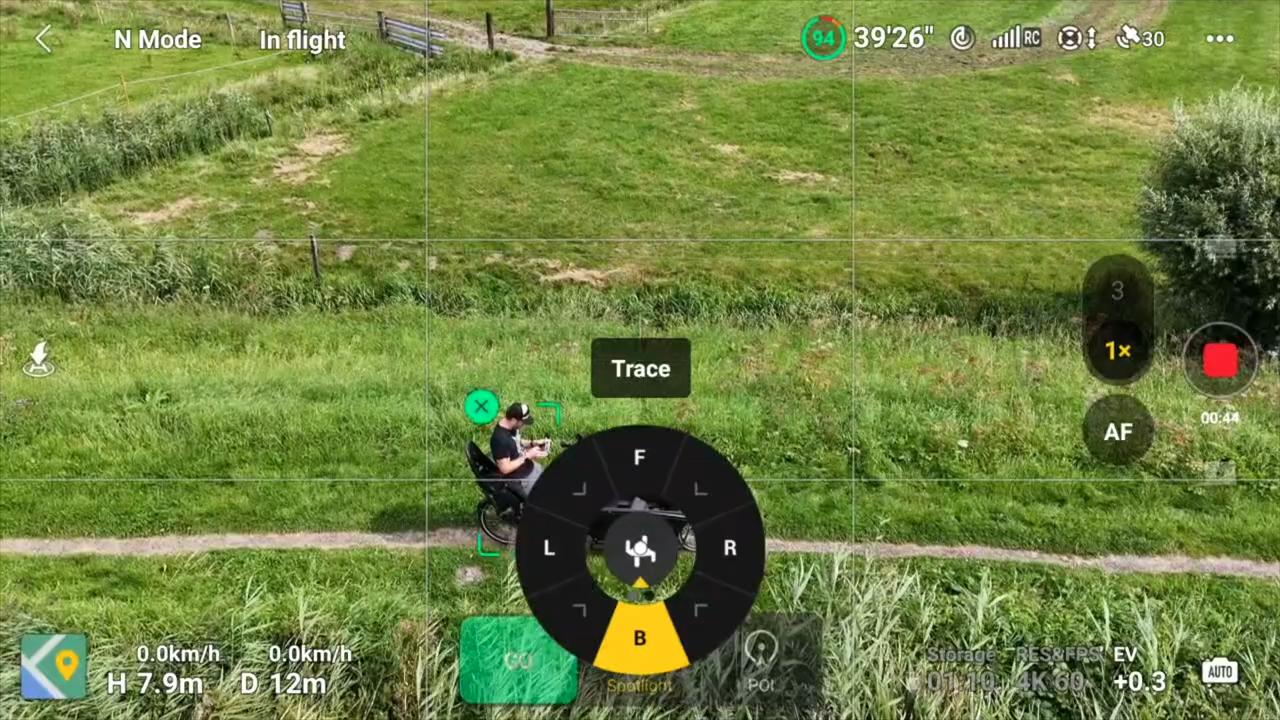 N Mode
In flight
94
39'26"
RC
30
3
1×
Trace
AF
00:44
F
L
R
B
GO
Spotlight
POI
0.0km/h
0.0km/h
H 7.9m
D 12m
Storage
RES&FPS
EV
01:10
4K 60
+0.3
AUTO